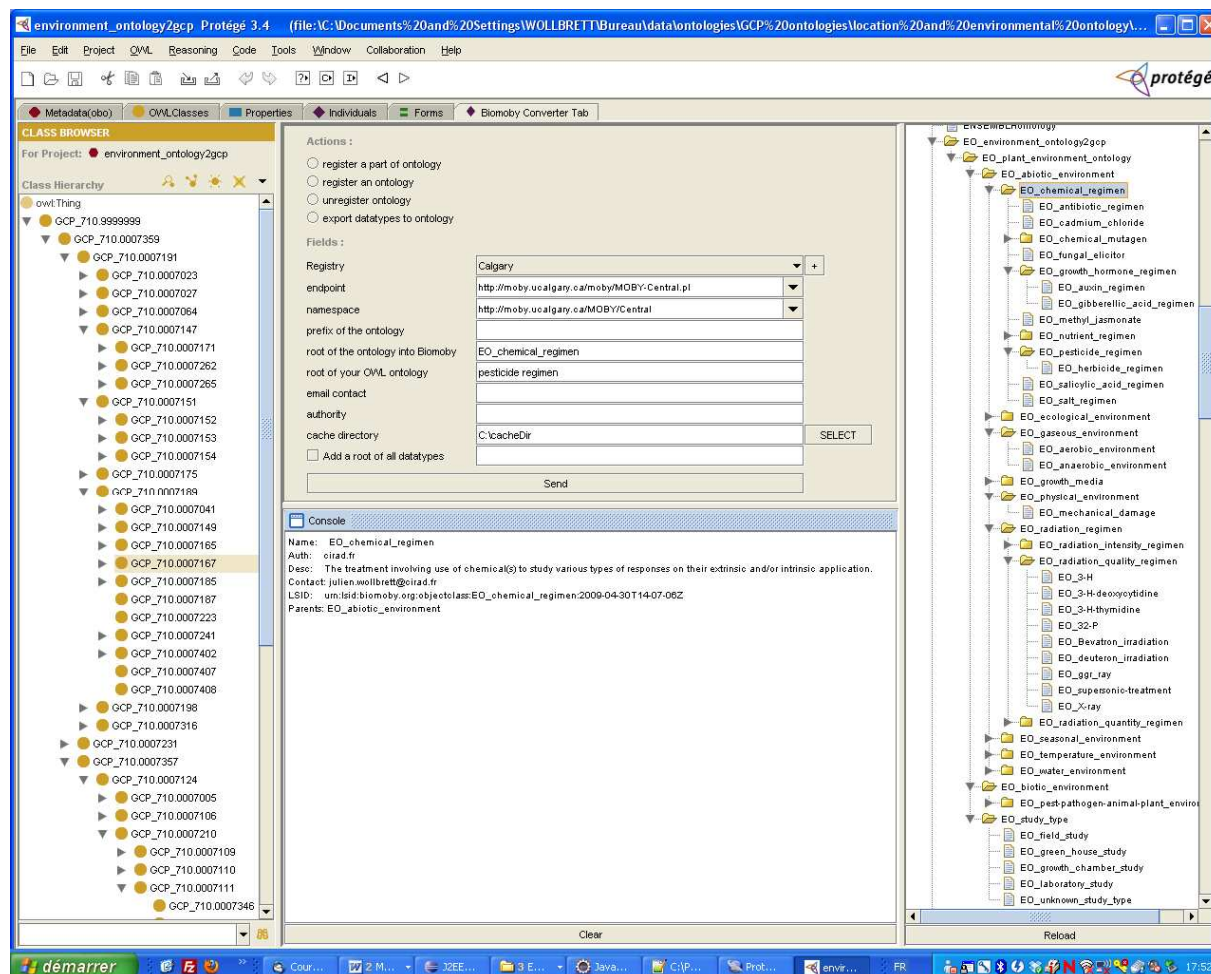 environment_ontology2gcp Protégé 3.4 (file:\C:\Documents%20and%20Settings\WOLLBRETT\Bureau\data\ontologies\GCP%20ontologies\location%20and%20environmental%20ontology\...
File Edit Project OWL Reasoning Code Tools Window Collaboration Help
protégé
Metadata(obo) OWLClasses Properties Individuals Forms Biomoby Converter Tab
CLASS BROWSER
For Project: environment_ontology2gcp
Class Hierarchy
owl:Thing
GCP_710.9999999
GCP_710.0007359
GCP_710.0007191
GCP_710.0007023
GCP_710.0007027
GCP_710.0007064
GCP_710.0007147
GCP_710.0007171
GCP_710.0007262
GCP_710.0007265
GCP_710.0007151
GCP_710.0007152
GCP_710.0007153
GCP_710.0007154
GCP_710.0007175
GCP_710.0007189
GCP_710.0007041
GCP_710.0007149
GCP_710.0007165
GCP_710.0007167
GCP_710.0007185
GCP_710.0007187
GCP_710.0007223
GCP_710.0007241
GCP_710.0007402
GCP_710.0007407
GCP_710.0007408
GCP_710.0007198
GCP_710.0007316
GCP_710.0007231
GCP_710.0007357
GCP_710.0007124
GCP_710.0007005
GCP_710.0007106
GCP_710.0007210
GCP_710.0007109
GCP_710.0007110
GCP_710.0007111
GCP_710.0007346
Actions :
register a part of ontology
register an ontology
unregister ontology
export datatypes to ontology
Fields :
Registry Calgary +
endpoint http://moby.ucalgary.ca/moby/MOBY-Central.pl
namespace http://moby.ucalgary.ca/MOBY/Central
prefix of the ontology
root of the ontology into Biomoby EO_chemical_regimen
root of your OWL ontology pesticide regimen
email contact
authority
cache directory C:\cacheDir SELECT
Add a root of all datatypes
Send
Console
Name: EO_chemical_regimen
Auth: cirad.fr
Desc: The treatment involving use of chemical(s) to study various types of responses on their extrinsic and/or intrinsic application.
Contact: julien.wollbrett@cirad.fr
LSID: urn:lsid:biomoby.org:objectclass:EO_chemical_regimen:2009-04-30T14-07-06Z
Parents: EO_abiotic_environment
Clear
ENSEMBLHomology
EO_environment_ontology2gcp
EO_plant_environment_ontology
EO_abiotic_environment
EO_chemical_regimen
EO_antibiotic_regimen
EO_cadmium_chloride
EO_chemical_mutagen
EO_fungal_elicitor
EO_growth_hormone_regimen
EO_auxin_regimen
EO_gibberellic_acid_regimen
EO_methyl_jasmonate
EO_nutrient_regimen
EO_pesticide_regimen
EO_herbicide_regimen
EO_salicylic_acid_regimen
EO_salt_regimen
EO_ecological_environment
EO_gaseous_environment
EO_aerobic_environment
EO_anaerobic_environment
EO_growth_media
EO_physical_environment
EO_mechanical_damage
EO_radiation_regimen
EO_radiation_intensity_regimen
EO_radiation_quality_regimen
EO_3-H
EO_3-H-deoxycytidine
EO_3-H-thymidine
EO_32-P
EO_Bevatron_irradiation
EO_deuteron_irradiation
EO_ggr_ray
EO_supersonic-treatment
EO_X-ray
EO_radiation_quantity_regimen
EO_seasonal_environment
EO_temperature_environment
EO_water_environment
EO_biotic_environment
EO_pest-pathogen-animal-plant_enviro
EO_study_type
EO_field_study
EO_green_house_study
EO_growth_chamber_study
EO_laboratory_study
EO_unknown_study_type
Reload
démarrer Cour... 2 M... J2EE... 3 E... Java... C:\P... Prot... envir... FR 17:52